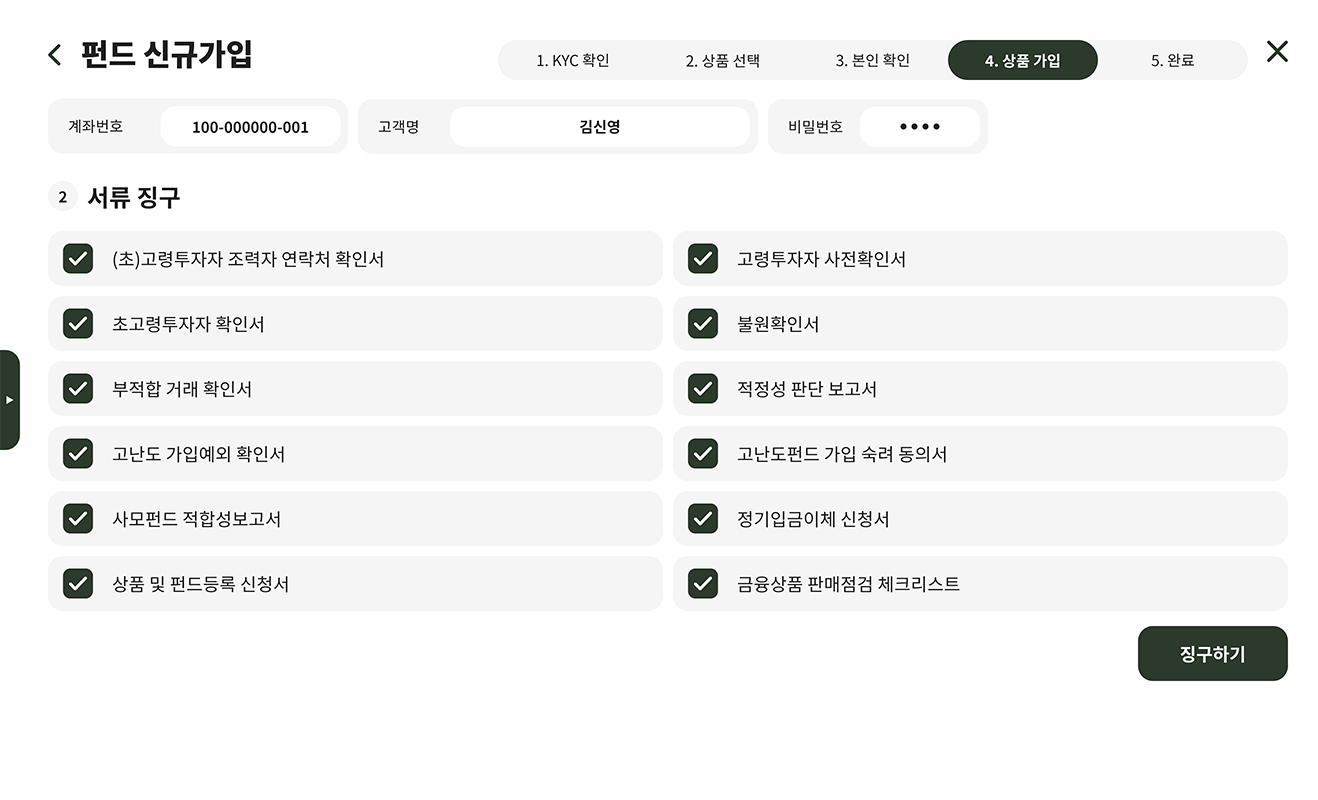 펀드 신규가입
1. KYC 확인
2. 상품 선택
3. 본인 확인
4. 상품 가입
5. 완료
계좌번호
100-000000-001
고객명
김신영
비밀번호
••••
2 서류 징구
(초)고령투자자 조력자 연락처 확인서
고령투자자 사전확인서
초고령투자자 확인서
불원확인서
부적합 거래 확인서
적정성 판단 보고서
고난도 가입예외 확인서
고난도펀드 가입 숙려 동의서
사모펀드 적합성보고서
정기입금이체 신청서
상품 및 펀드등록 신청서
금융상품 판매점검 체크리스트
징구하기